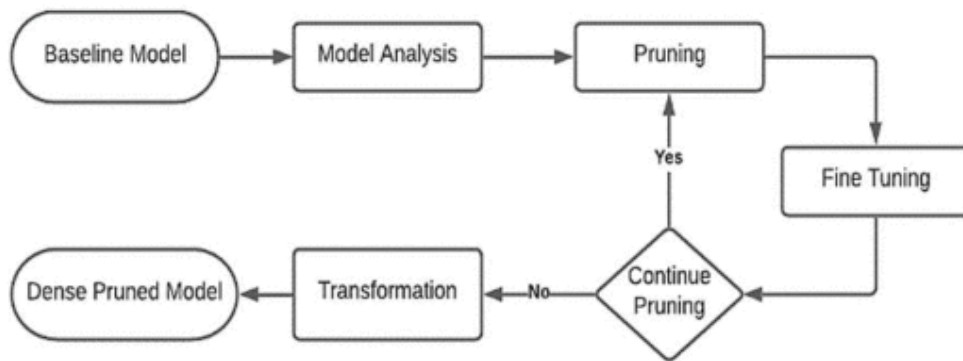 Baseline Model
Model Analysis
Pruning
Yes
Fine Tuning
Dense Pruned Model
Transformation
No
Continue
Pruning